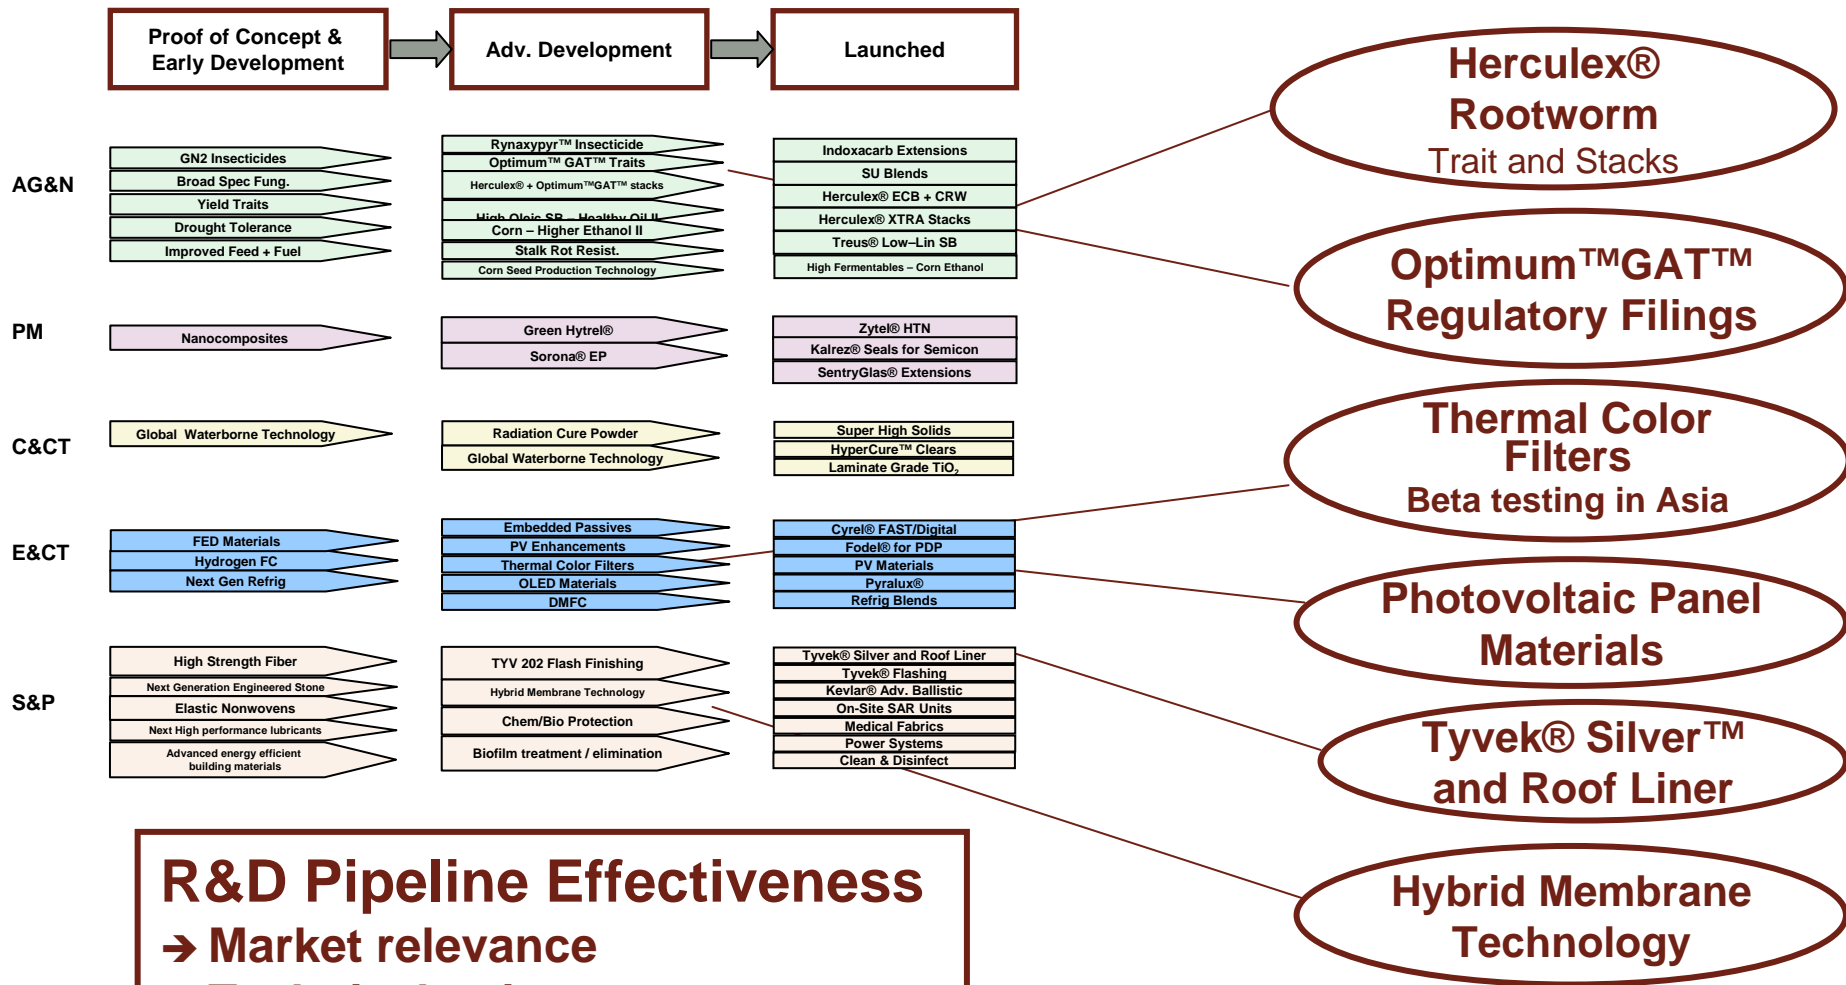 Proof of Concept &
Early Development
Adv. Development
Launched
AG&N
GN2 Insecticides
Broad Spec Fung.
Yield Traits
Drought Tolerance
Improved Feed + Fuel
Rynaxypyr™ Insecticide
Optimum™ GAT™ Traits
Herculex® + Optimum™GAT™ stacks
High Oleic SB – Healthy Oil II
Corn – Higher Ethanol II
Stalk Rot Resist.
Corn Seed Production Technology
Indoxacarb Extensions
SU Blends
Herculex® ECB + CRW
Herculex® XTRA Stacks
Treus® Low–Lin SB
High Fermentables – Corn Ethanol
PM
Nanocomposites
Green Hytrel®
Sorona® EP
Zytel® HTN
Kalrez® Seals for Semicon
SentryGlas® Extensions
C&CT
Global Waterborne Technology
Radiation Cure Powder
Global Waterborne Technology
Super High Solids
HyperCure™ Clears
Laminate Grade TiO2
E&CT
FED Materials
Hydrogen FC
Next Gen Refrig
Embedded Passives
PV Enhancements
Thermal Color Filters
OLED Materials
DMFC
Cyrel® FAST/Digital
Fodel® for PDP
PV Materials
Pyralux®
Refrig Blends
S&P
High Strength Fiber
Next Generation Engineered Stone
Elastic Nonwovens
Next High performance lubricants
Advanced energy efficient
building materials
TYV 202 Flash Finishing
Hybrid Membrane Technology
Chem/Bio Protection
Biofilm treatment / elimination
Tyvek® Silver and Roof Liner
Tyvek® Flashing
Kevlar® Adv. Ballistic
On-Site SAR Units
Medical Fabrics
Power Systems
Clean & Disinfect
Herculex®
Rootworm
Trait and Stacks
Optimum™GAT™
Regulatory Filings
Thermal Color
Filters
Beta testing in Asia
Photovoltaic Panel
Materials
Tyvek® Silver™
and Roof Liner
Hybrid Membrane
Technology
R&D Pipeline Effectiveness
➔ Market relevance